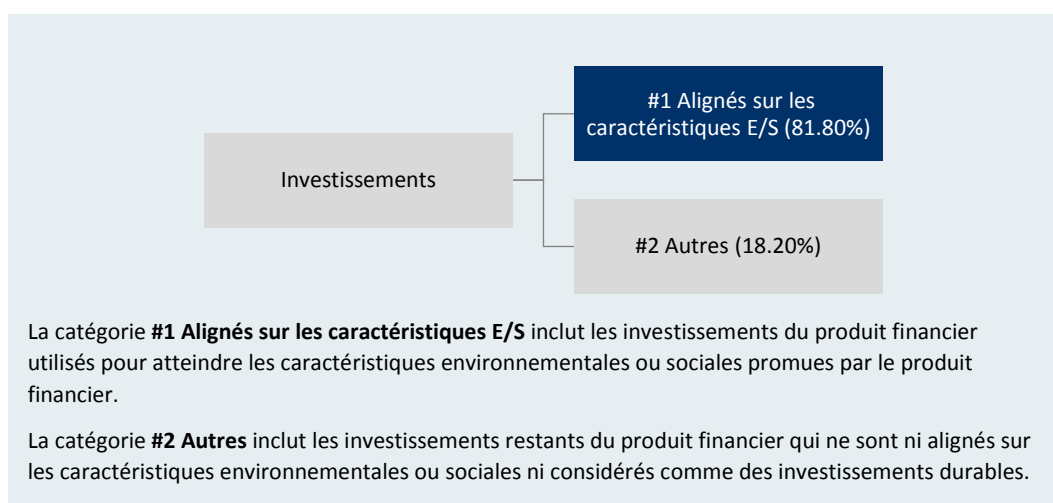 #1 Alignés sur les
caractéristiques E/S (81.80%)
Investissements
#2 Autres (18.20%)
La catégorie #1 Alignés sur les caractéristiques E/S inclut les investissements du produit financier
utilisés pour atteindre les caractéristiques environnementales ou sociales promues par le produit
financier.
La catégorie #2 Autres inclut les investissements restants du produit financier qui ne sont ni alignés sur
les caractéristiques environnementales ou sociales ni considérés comme des investissements durables.